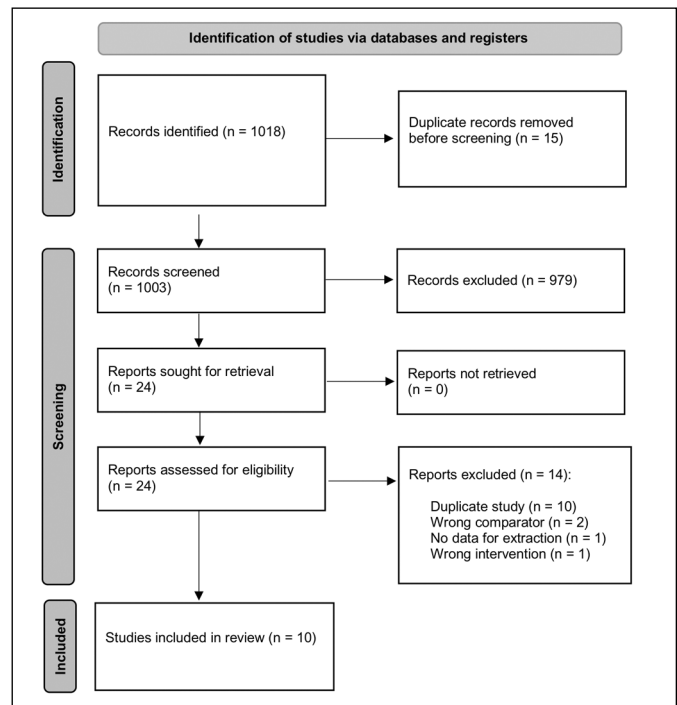 Identification of studies via databases and registers
Identification
Records identified (n = 1018)
Duplicate records removed
before screening (n = 15)
Screening
Records screened
(n = 1003)
Records excluded (n = 979)
Reports sought for retrieval
(n = 24)
Reports not retrieved
(n = 0)
Reports assessed for eligibility
(n = 24)
Reports excluded (n = 14):
Duplicate study (n = 10)
Wrong comparator (n = 2)
No data for extraction (n = 1)
Wrong intervention (n = 1)
Included
Studies included in review (n = 10)